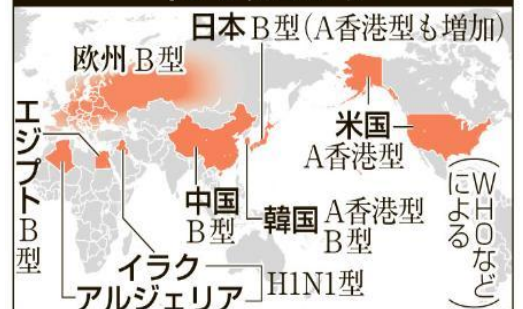 日本B型(A香港型も増加)
欧州B型
エジプトB型
米国
A香港型
中国
B型
韓国 A香港型
B型
イラク
アルジェリア
H1N1型
(WHOなど
による)